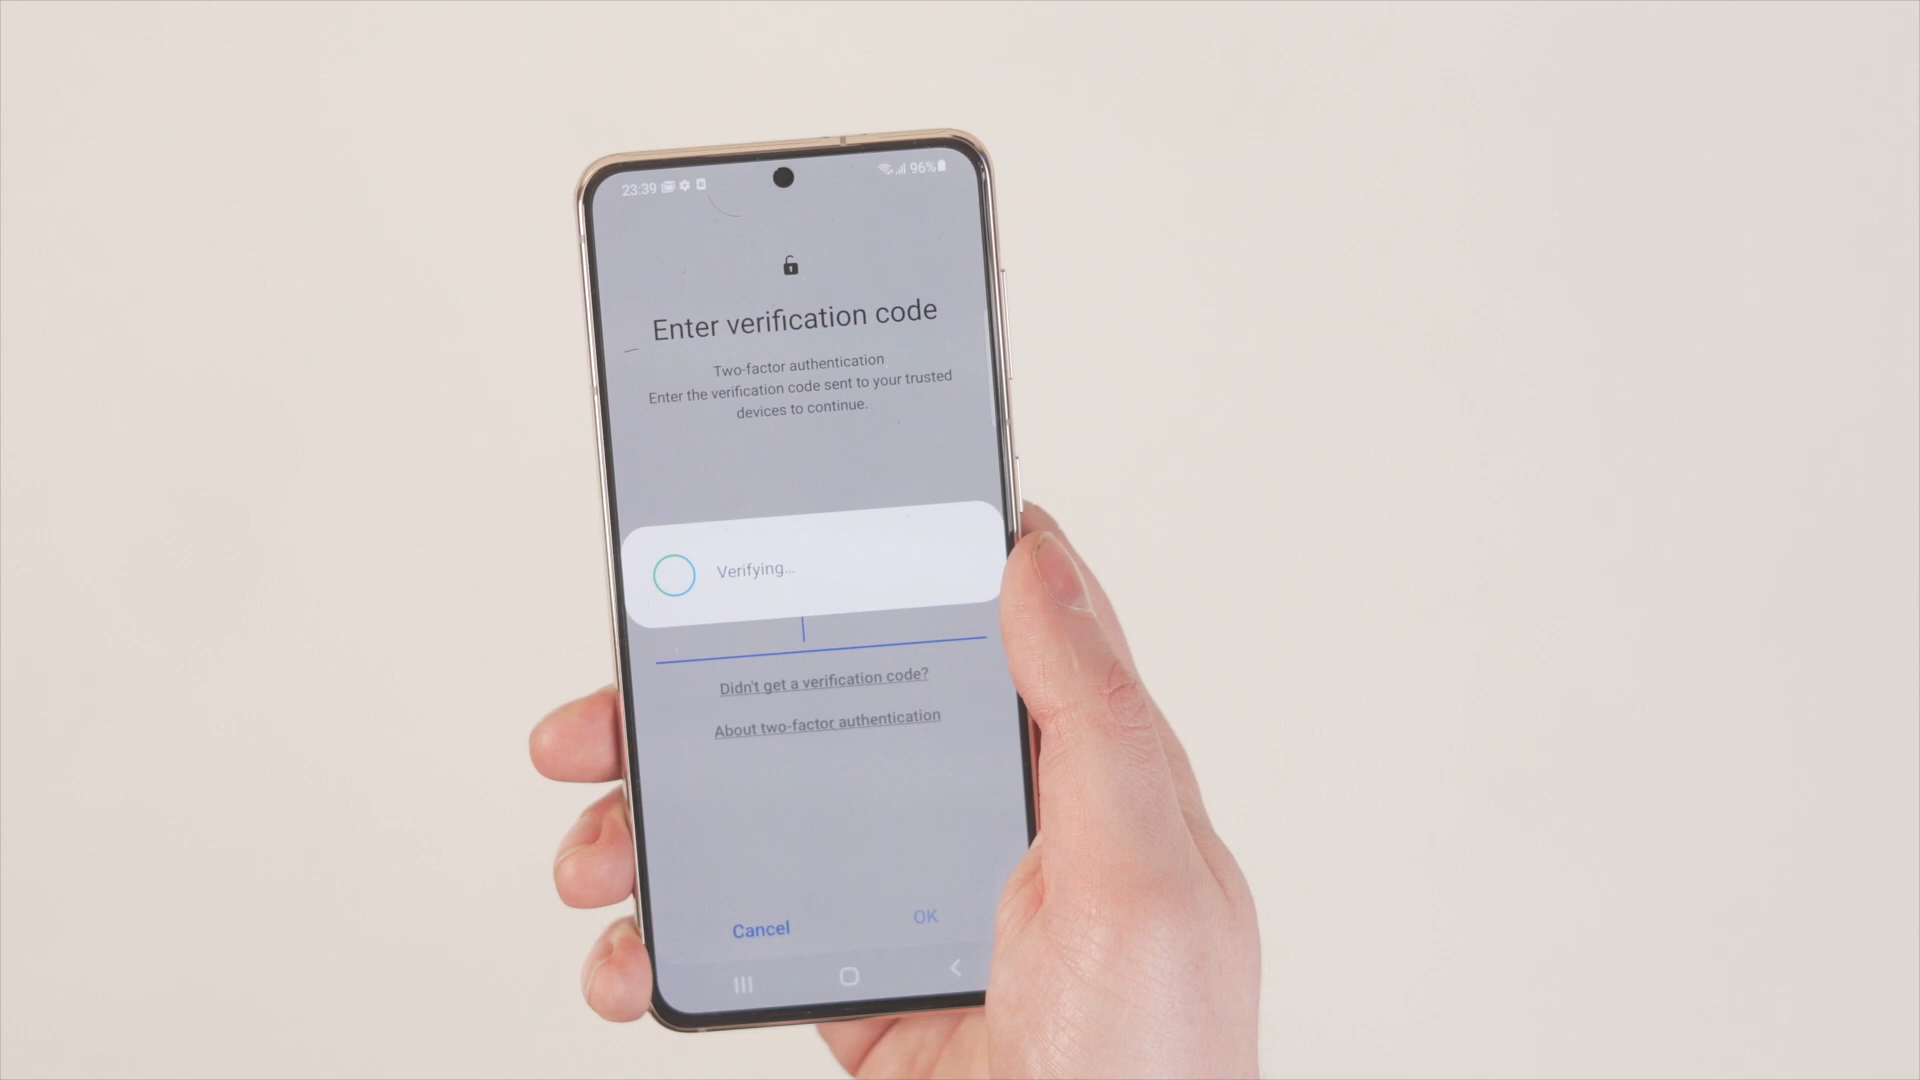 23:39 96%
Enter verification code
Two-factor authentication
Enter the verification code sent to your trusted
devices to continue.
Verifying...
Didn't get a verification code?
About two-factor authentication
Cancel OK